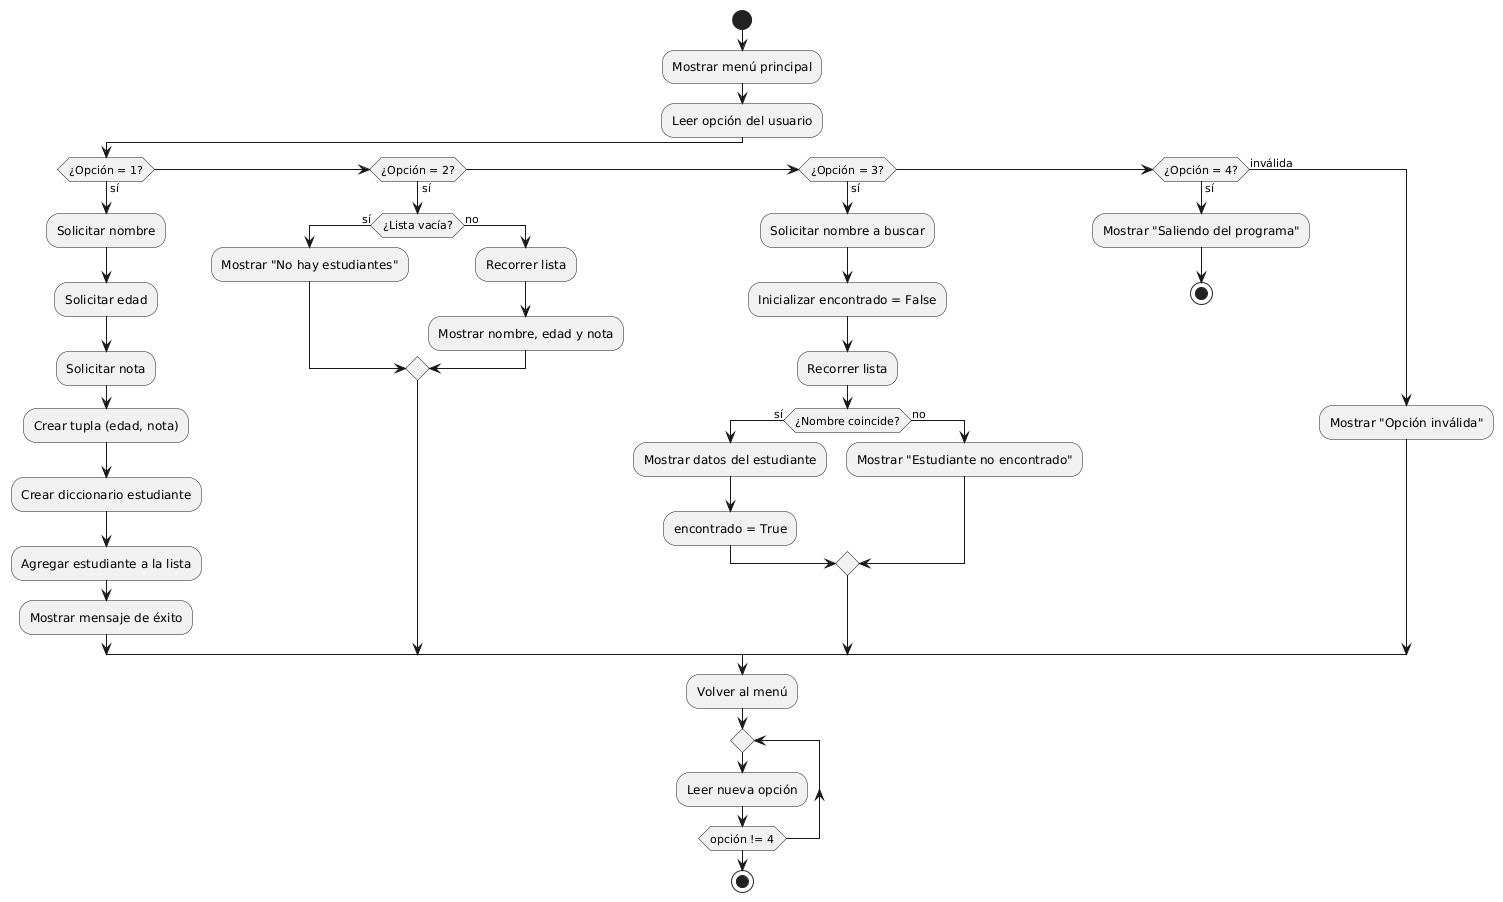 Mostrar menú principal
Leer opción del usuario
¿Opción = 1?
sí
Solicitar nombre
Solicitar edad
Solicitar nota
Crear tupla (edad, nota)
Crear diccionario estudiante
Agregar estudiante a la lista
Mostrar mensaje de éxito
¿Opción = 2?
sí
¿Lista vacía?
sí
no
Mostrar "No hay estudiantes"
Recorrer lista
Mostrar nombre, edad y nota
¿Opción = 3?
sí
Solicitar nombre a buscar
Inicializar encontrado = False
Recorrer lista
¿Nombre coincide?
sí
no
Mostrar datos del estudiante
encontrado = True
Mostrar "Estudiante no encontrado"
¿Opción = 4?
sí
Mostrar "Saliendo del programa"
inválida
Mostrar "Opción inválida"
Volver al menú
Leer nueva opción
opción != 4